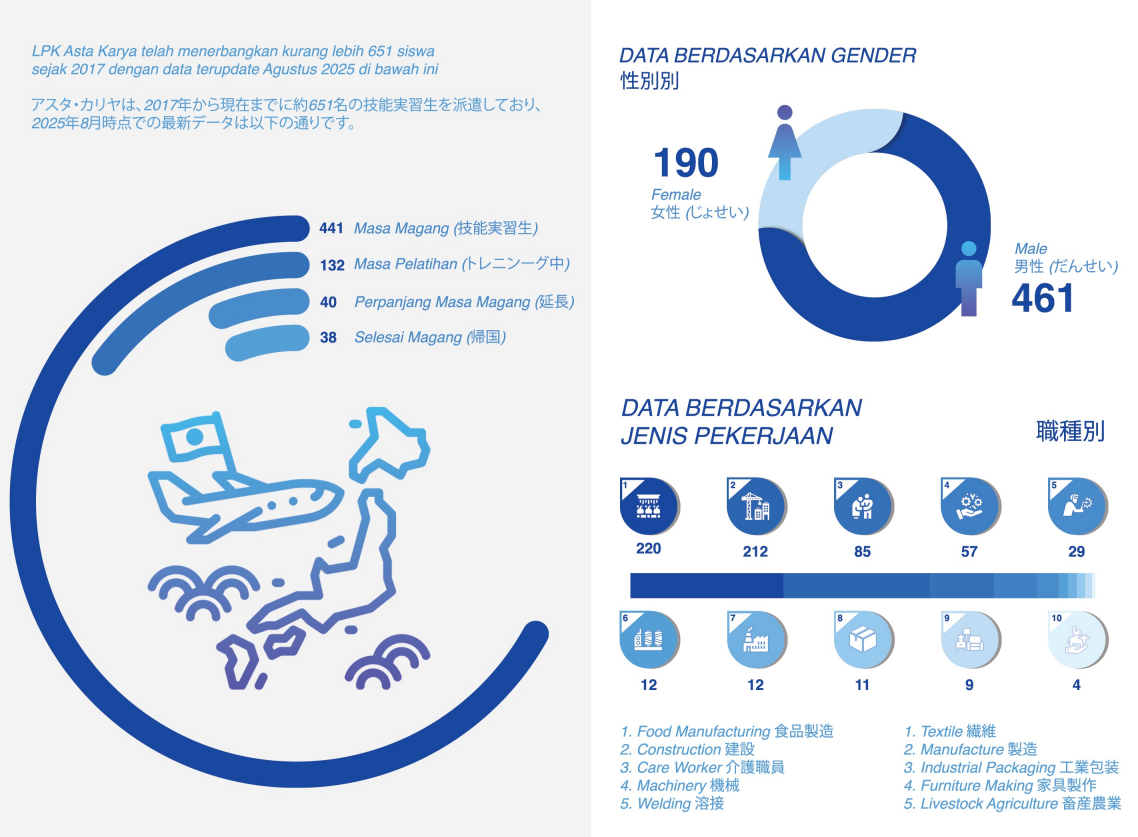 LPK Asta Karya telah menerbangkan kurang lebih 651 siswa
sejak 2017 dengan data terupdate Agustus 2025 di bawah ini
アスタ・カリヤは、2017年から現在までに約651名の技能実習生を派遣しており、
2025年8月時点での最新データは以下の通りです。
441 Masa Magang (技能実習生)
132 Masa Pelatihan (トレニンーグ中)
40 Perpanjang Masa Magang (延長)
38 Selesai Magang (帰国)
DATA BERDASARKAN GENDER
性別別
190
Female
女性 (じょせい)
Male
男性 (だんせい)
461
DATA BERDASARKAN
JENIS PEKERJAAN
職種別
1 2 3 4 5
220 212 85 57 29
6 7 8 9 10
12 12 11 9 4
1. Food Manufacturing 食品製造
2. Construction 建設
3. Care Worker 介護職員
4. Machinery 機械
5. Welding 溶接
1. Textile 繊維
2. Manufacture 製造
3. Industrial Packaging 工業包装
4. Furniture Making 家具製作
5. Livestock Agriculture 畜産農業